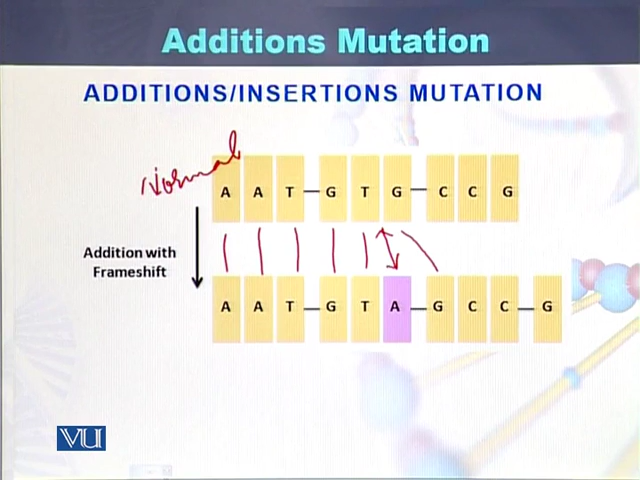 Additions Mutation
ADDITIONS/INSERTIONS MUTATION
Normal
A A T G T G C C G
Addition with
Frameshift
A A T G T A G C C G
VU